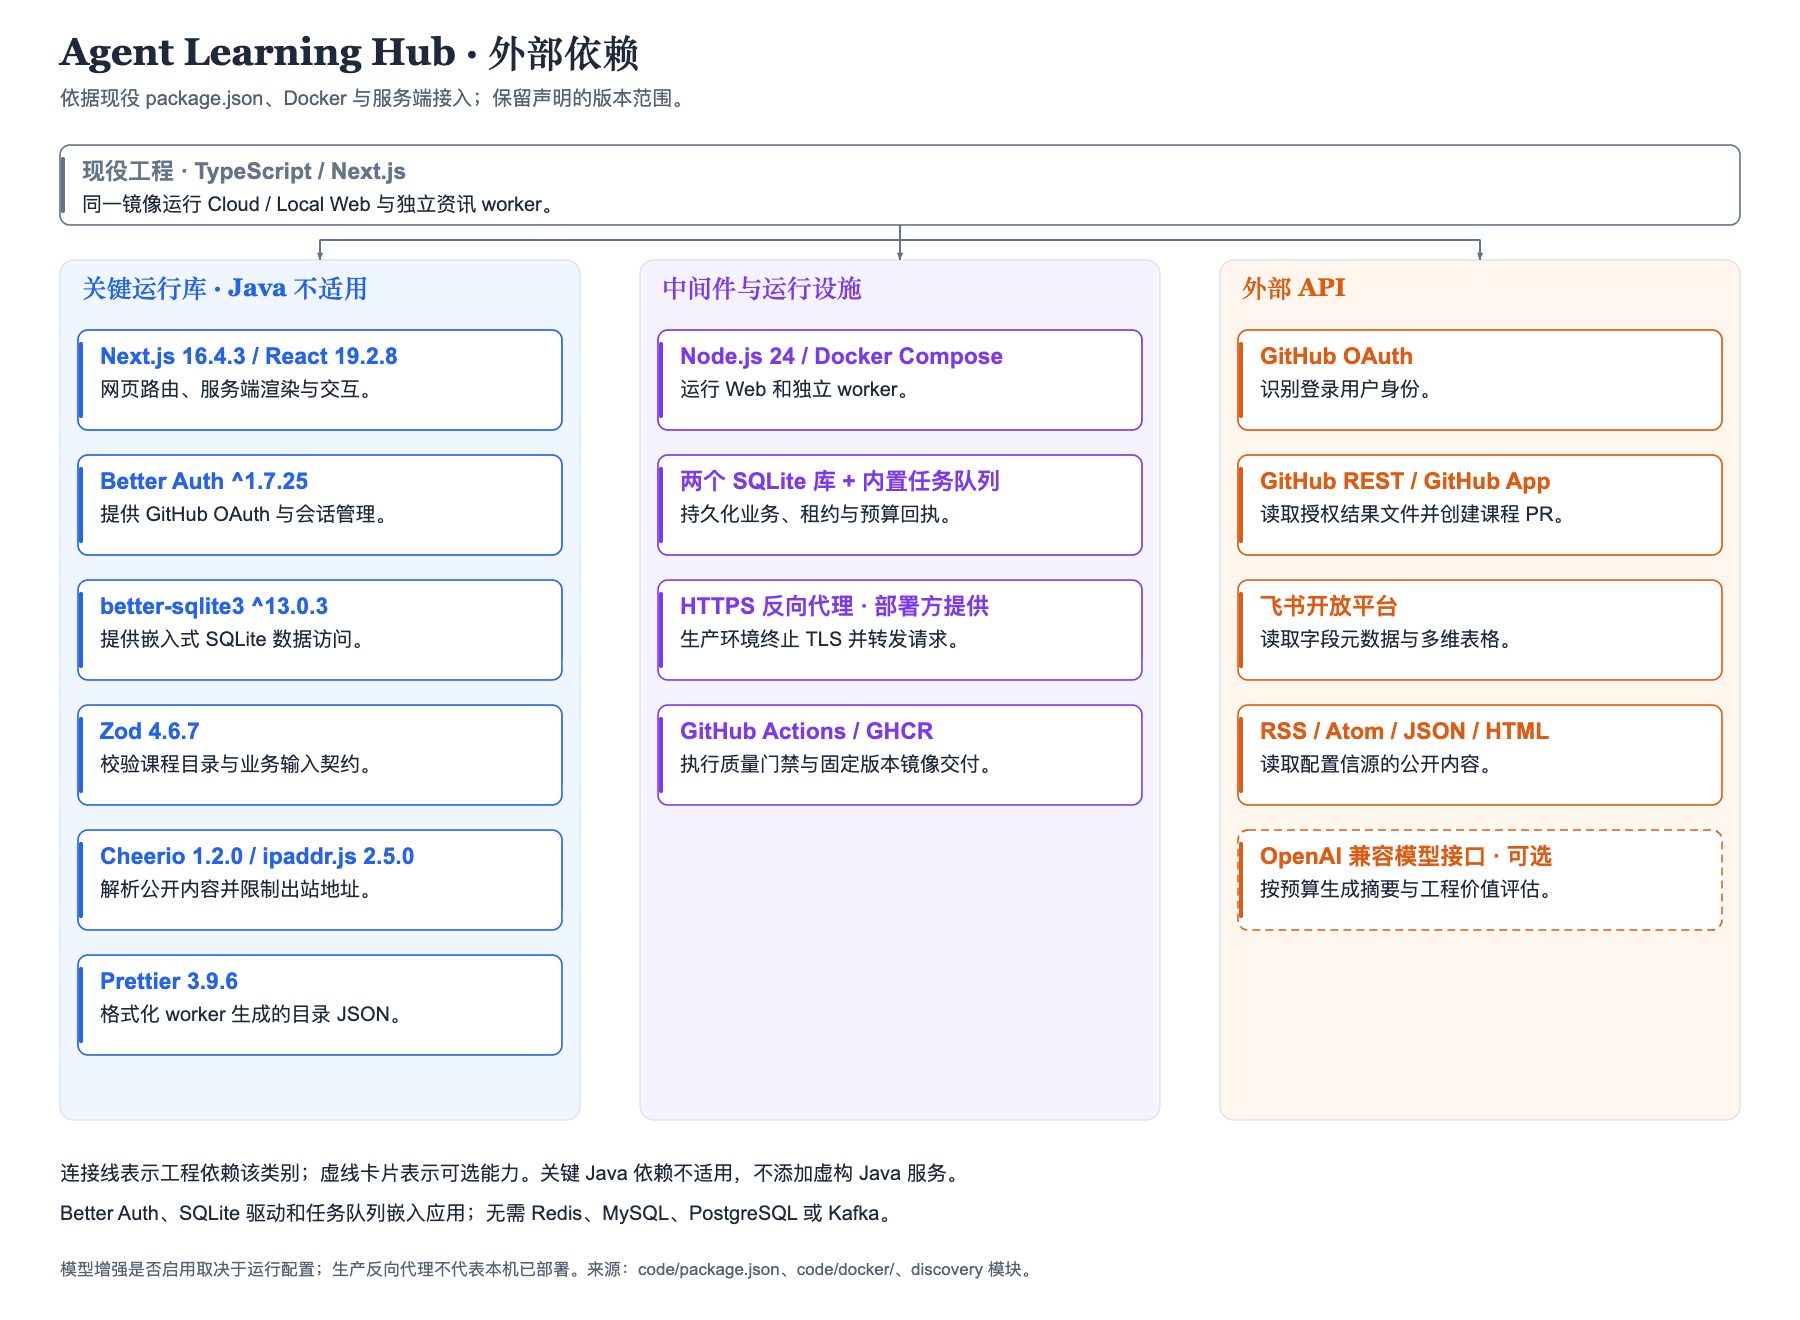 Agent Learning Hub · 外部依赖
依据现役 package.json、Docker 与服务端接入；保留声明的版本范围。
现役工程 · TypeScript / Next.js
同一镜像运行 Cloud / Local Web 与独立资讯 worker。
关键运行库 · Java 不适用
Next.js 16.4.3 / React 19.2.8
网页路由、服务端渲染与交互。
Better Auth ^1.7.25
提供 GitHub OAuth 与会话管理。
better-sqlite3 ^13.0.3
提供嵌入式 SQLite 数据访问。
Zod 4.6.7
校验课程目录与业务输入契约。
Cheerio 1.2.0 / ipaddr.js 2.5.0
解析公开内容并限制出站地址。
Prettier 3.9.6
格式化 worker 生成的目录 JSON。
中间件与运行设施
Node.js 24 / Docker Compose
运行 Web 和独立 worker。
两个 SQLite 库 + 内置任务队列
持久化业务、租约与预算回执。
HTTPS 反向代理 · 部署方提供
生产环境终止 TLS 并转发请求。
GitHub Actions / GHCR
执行质量门禁与固定版本镜像交付。
外部 API
GitHub OAuth
识别登录用户身份。
GitHub REST / GitHub App
读取授权结果文件并创建课程 PR。
飞书开放平台
读取字段元数据与多维表格。
RSS / Atom / JSON / HTML
读取配置信源的公开内容。
OpenAI 兼容模型接口 · 可选
按预算生成摘要与工程价值评估。
连接线表示工程依赖该类别；虚线卡片表示可选能力。关键 Java 依赖不适用，不添加虚构 Java 服务。
Better Auth、SQLite 驱动和任务队列嵌入应用；无需 Redis、MySQL、PostgreSQL 或 Kafka。
模型增强是否启用取决于运行配置；生产反向代理不代表本机已部署。来源：code/package.json、code/docker/、discovery 模块。